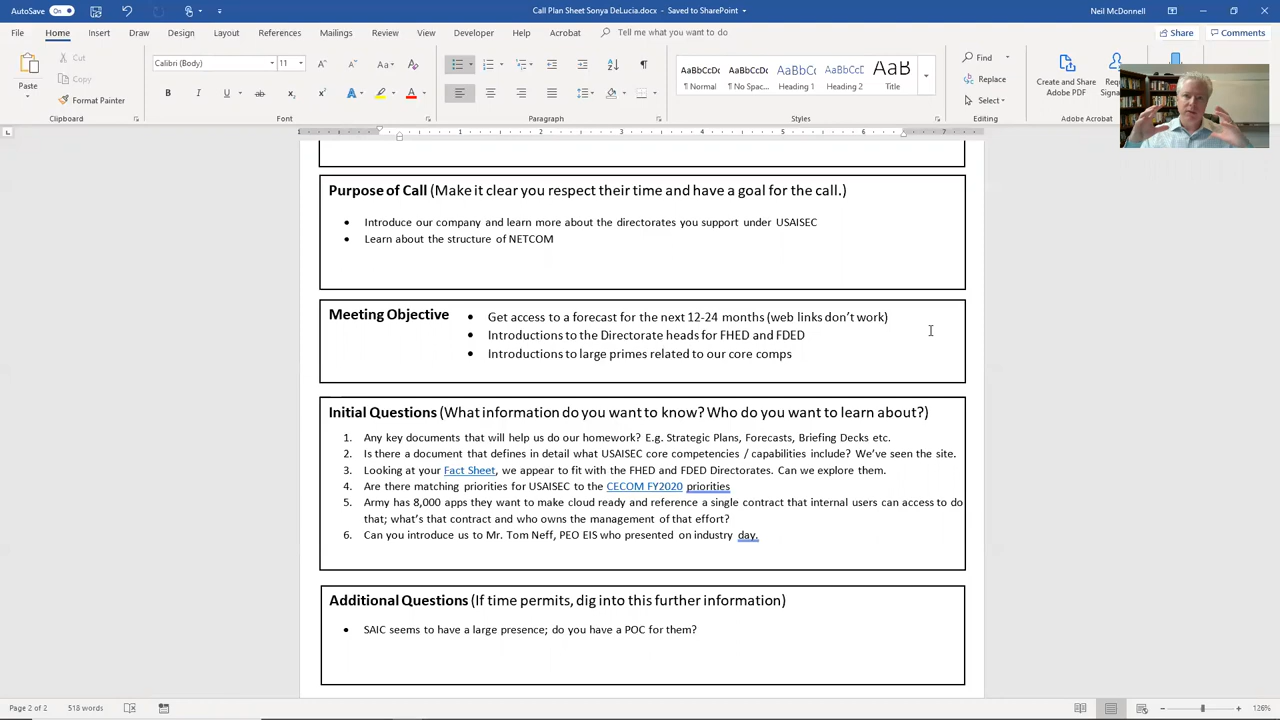 AutoSave On
Call Plan Sheet Sonya DeLucia.docx - Saved to SharePoint
Neil McDonnell
File Home Insert Draw Design Layout References Mailings Review View Developer Help Acrobat Tell me what you want to do
Share Comments
Paste
Cut
Copy
Format Painter
Clipboard
Calibri (Body) 11
Font
Paragraph
AaBbCcDc AaBbCcDc AaBbCc AaBbCcD AaB
¶ Normal ¶ No Spac... Heading 1 Heading 2 Title
Styles
Find
Replace
Select
Editing
Create and Share Adobe PDF
Adobe Acrobat
1 2 3 4 5 6 7
Purpose of Call (Make it clear you respect their time and have a goal for the call.)
• Introduce our company and learn more about the directorates you support under USAISEC
• Learn about the structure of NETCOM
Meeting Objective
• Get access to a forecast for the next 12-24 months (web links don't work)
• Introductions to the Directorate heads for FHED and FDED
• Introductions to large primes related to our core comps
Initial Questions (What information do you want to know? Who do you want to learn about?)
1. Any key documents that will help us do our homework? E.g. Strategic Plans, Forecasts, Briefing Decks etc.
2. Is there a document that defines in detail what USAISEC core competencies / capabilities include? We've seen the site.
3. Looking at your Fact Sheet, we appear to fit with the FHED and FDED Directorates. Can we explore them.
4. Are there matching priorities for USAISEC to the CECOM FY2020 priorities
5. Army has 8,000 apps they want to make cloud ready and reference a single contract that internal users can access to do
that; what's that contract and who owns the management of that effort?
6. Can you introduce us to Mr. Tom Neff, PEO EIS who presented on industry day.
Additional Questions (If time permits, dig into this further information)
• SAIC seems to have a large presence; do you have a POC for them?
Page 2 of 2 518 words
126%